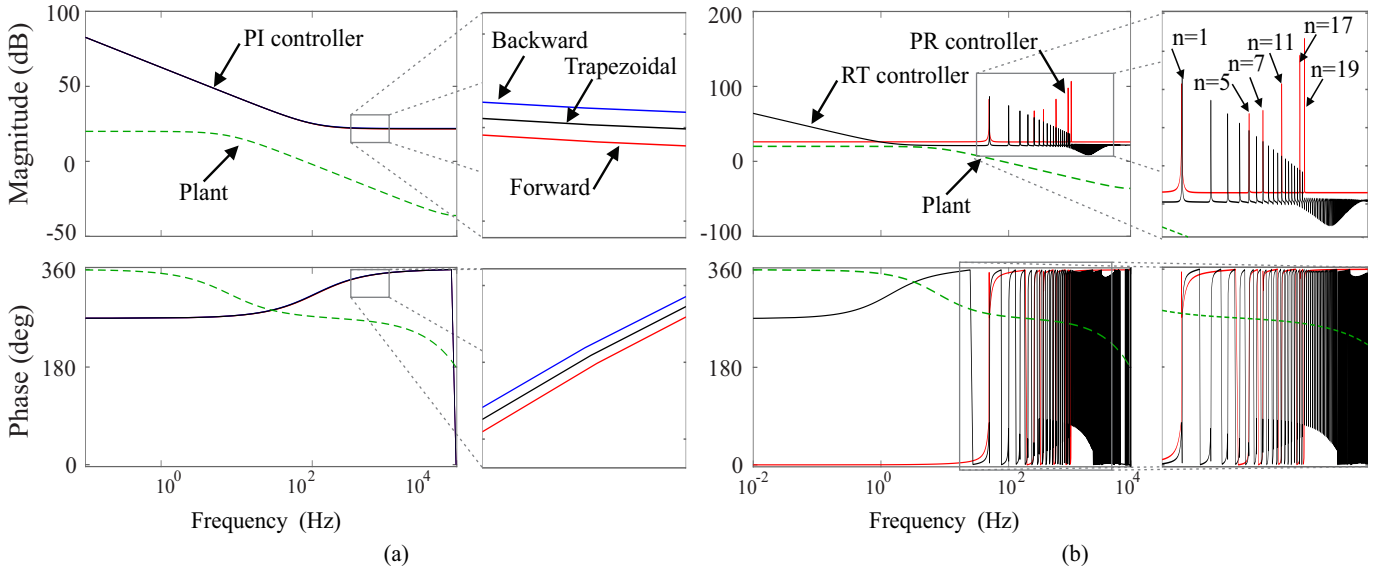 Magnitude (dB)
100
50
0
-50
PI controller
Plant
Backward
Trapezoidal
Forward
Phase (deg)
360
180
0
10^0
10^2
10^4
Frequency (Hz)
(a)
200
100
0
-100
PR controller
RT controller
Plant
n=1
n=5
n=7
n=11
n=17
n=19
360
180
0
10^-2
10^0
10^2
10^3
10^4
Frequency (Hz)
(b)